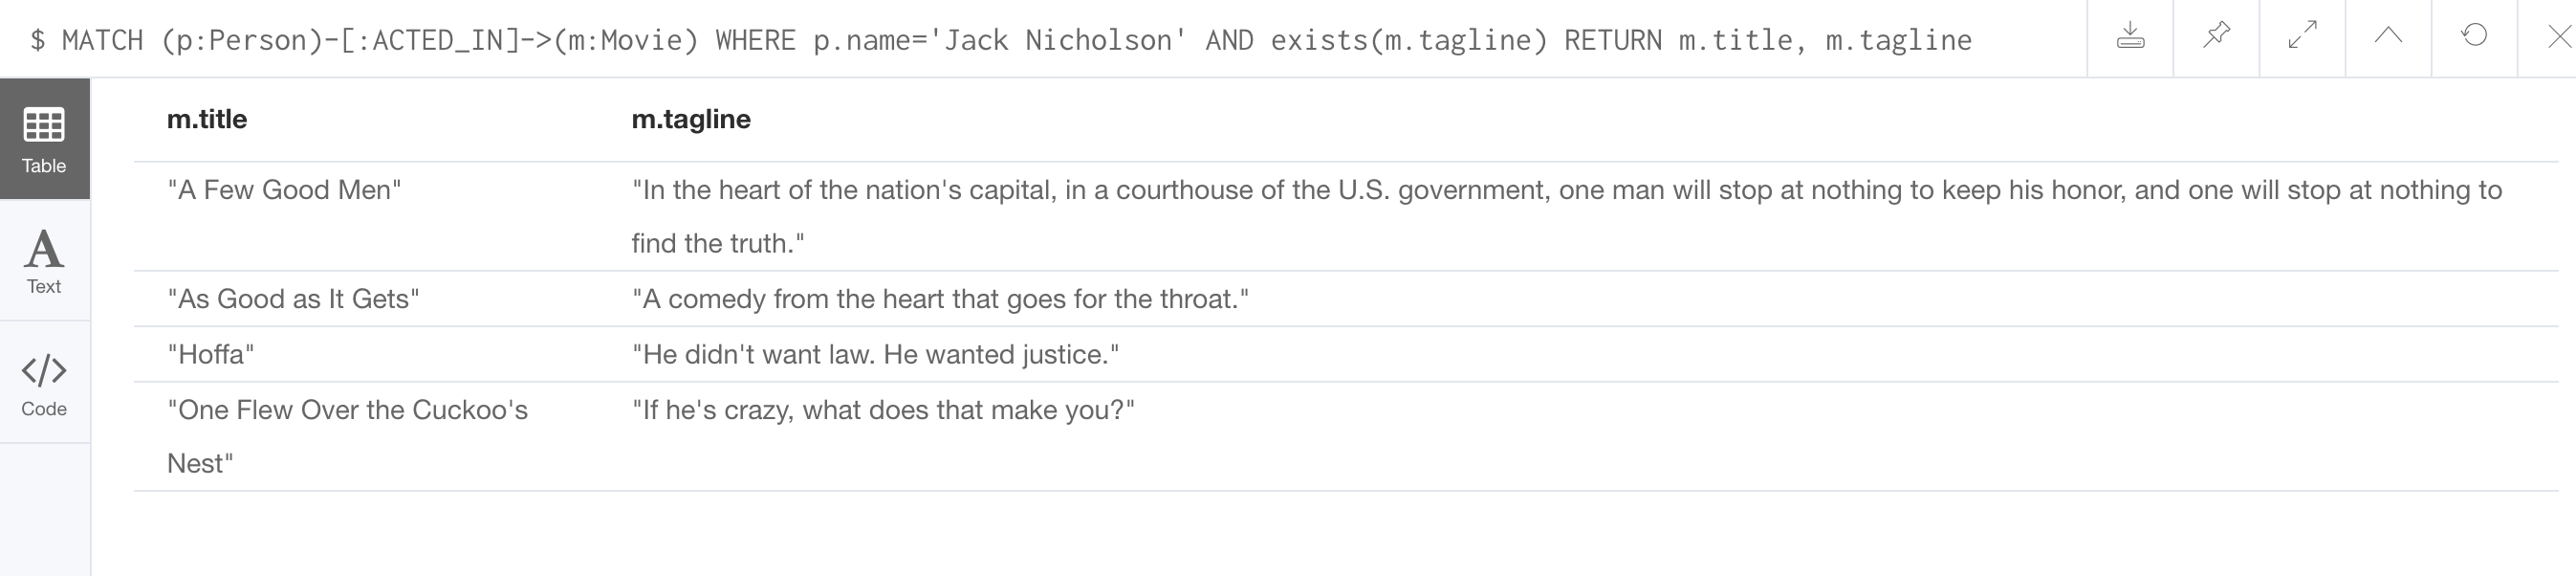 $ MATCH (p:Person)-[:ACTED_IN]->(m:Movie) WHERE p.name='Jack Nicholson' AND exists(m.tagline) RETURN m.title, m.tagline
Table
Text
Code
m.title m.tagline
"A Few Good Men" "In the heart of the nation's capital, in a courthouse of the U.S. government, one man will stop at nothing to keep his honor, and one will stop at nothing to
find the truth."
"As Good as It Gets" "A comedy from the heart that goes for the throat."
"Hoffa" "He didn't want law. He wanted justice."
"One Flew Over the Cuckoo's "If he's crazy, what does that make you?"
Nest"